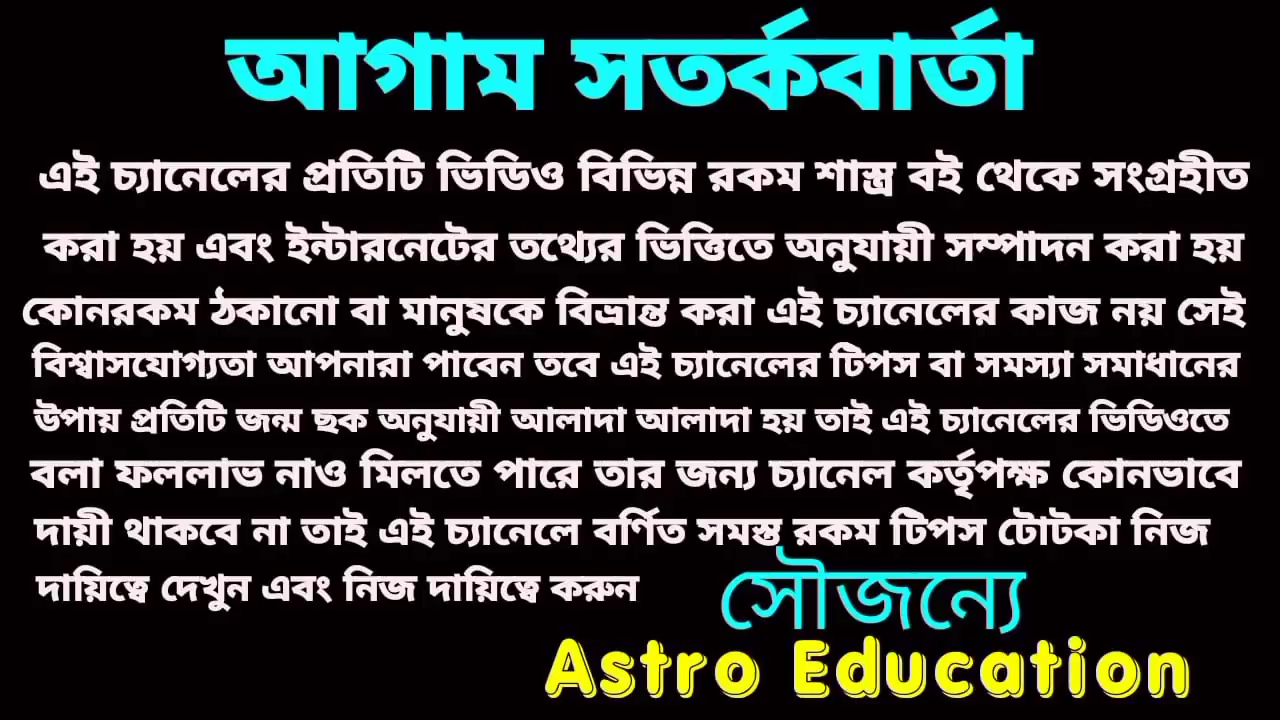 আগাম সতর্কবার্তা
এই চ্যানেলের প্রতিটি ভিডিও বিভিন্ন রকম শাস্ত্র বই থেকে সংগ্রহীত
করা হয় এবং ইন্টারনেটের তথ্যের ভিত্তিতে অনুযায়ী সম্পাদন করা হয়
কোনরকম ঠকানো বা মানুষকে বিভ্রান্ত করা এই চ্যানেলের কাজ নয় সেই
বিশ্বাসযোগ্যতা আপনারা পাবেন তবে এই চ্যানেলের টিপস বা সমস্যা সমাধানের
উপায় প্রতিটি জন্ম ছক অনুযায়ী আলাদা আলাদা হয় তাই এই চ্যানেলের ভিডিওতে
বলা ফললাভ নাও মিলতে পারে তার জন্য চ্যানেল কর্তৃপক্ষ কোনভাবে
দায়ী থাকবে না তাই এই চ্যানেলে বর্ণিত সমস্ত রকম টিপস টোটকা নিজ
দায়িত্বে দেখুন এবং নিজ দায়িত্বে করুন
সৌজন্যে
Astro Education